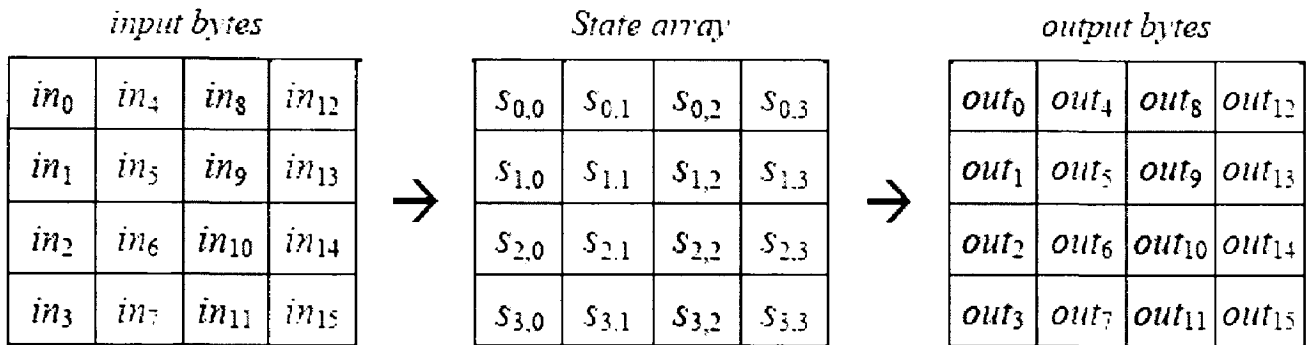 input bytes State array output bytes
in0 in4 in8 in12 s0,0 s0,1 s0,2 s0,3 out0 out4 out8 out12
in1 in5 in9 in13 s1,0 s1,1 s1,2 s1,3 out1 out5 out9 out13
→ →
in2 in6 in10 in14 s2,0 s2,1 s2,2 s2,3 out2 out6 out10 out14
in3 in7 in11 in15 s3,0 s3,1 s3,2 s3,3 out3 out7 out11 out15